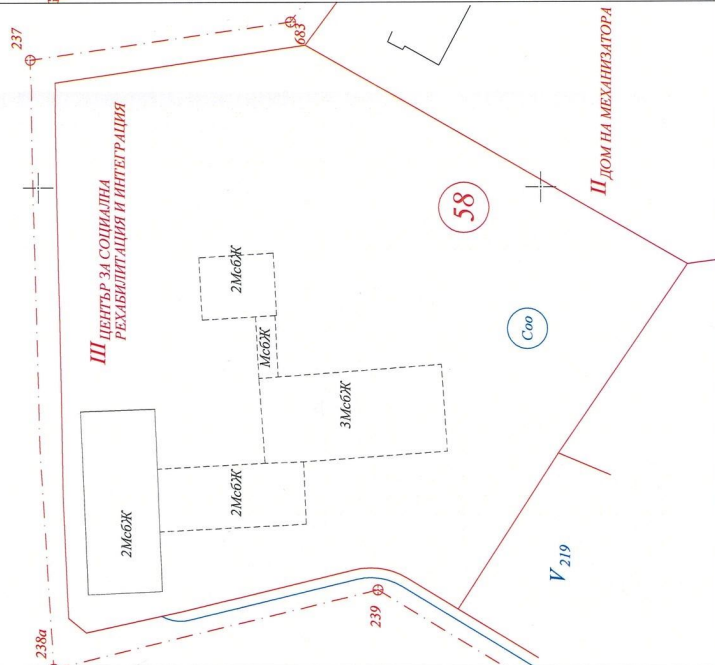 237
683
III ЦЕНТЪР ЗА СОЦИАЛНА
РЕХАБИЛИТАЦИЯ И ИНТЕГРАЦИЯ
II ДОМ НА МЕХАНИЗАТОРА
58
2МсбЖ
Соо
МсбЖ
3МсбЖ
2МсбЖ
2МсбЖ
V 219
239
238а